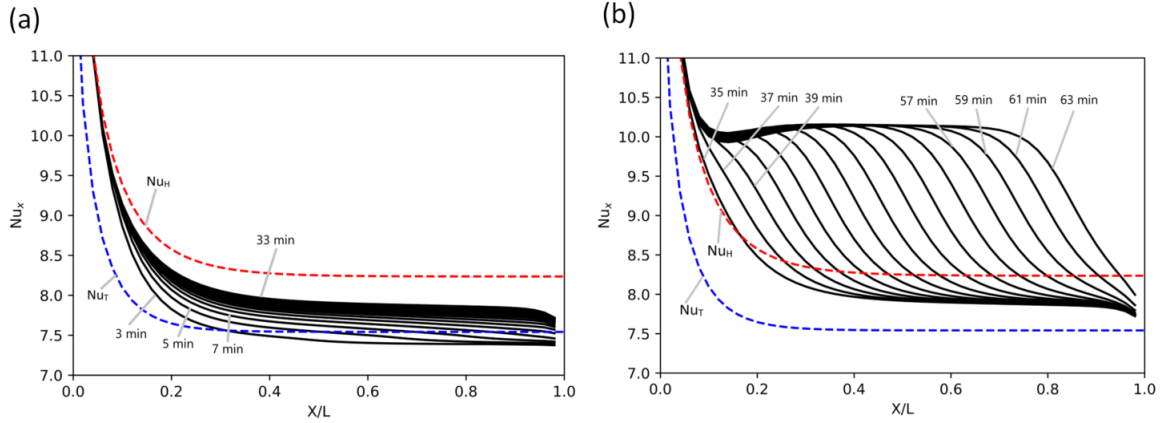 (a)
11.0
10.5
10.0
9.5
9.0
8.5
8.0
7.5
7.0
Nu_x
Nu_H
33 min
Nu_T
3 min
5 min
7 min
0.0 0.2 0.4 0.6 0.8 1.0
X/L
(b)
11.0
10.5
10.0
9.5
9.0
8.5
8.0
7.5
7.0
Nu_x
35 min
37 min
39 min
57 min
59 min
61 min
63 min
Nu_H
Nu_T
0.0 0.2 0.4 0.6 0.8 1.0
X/L